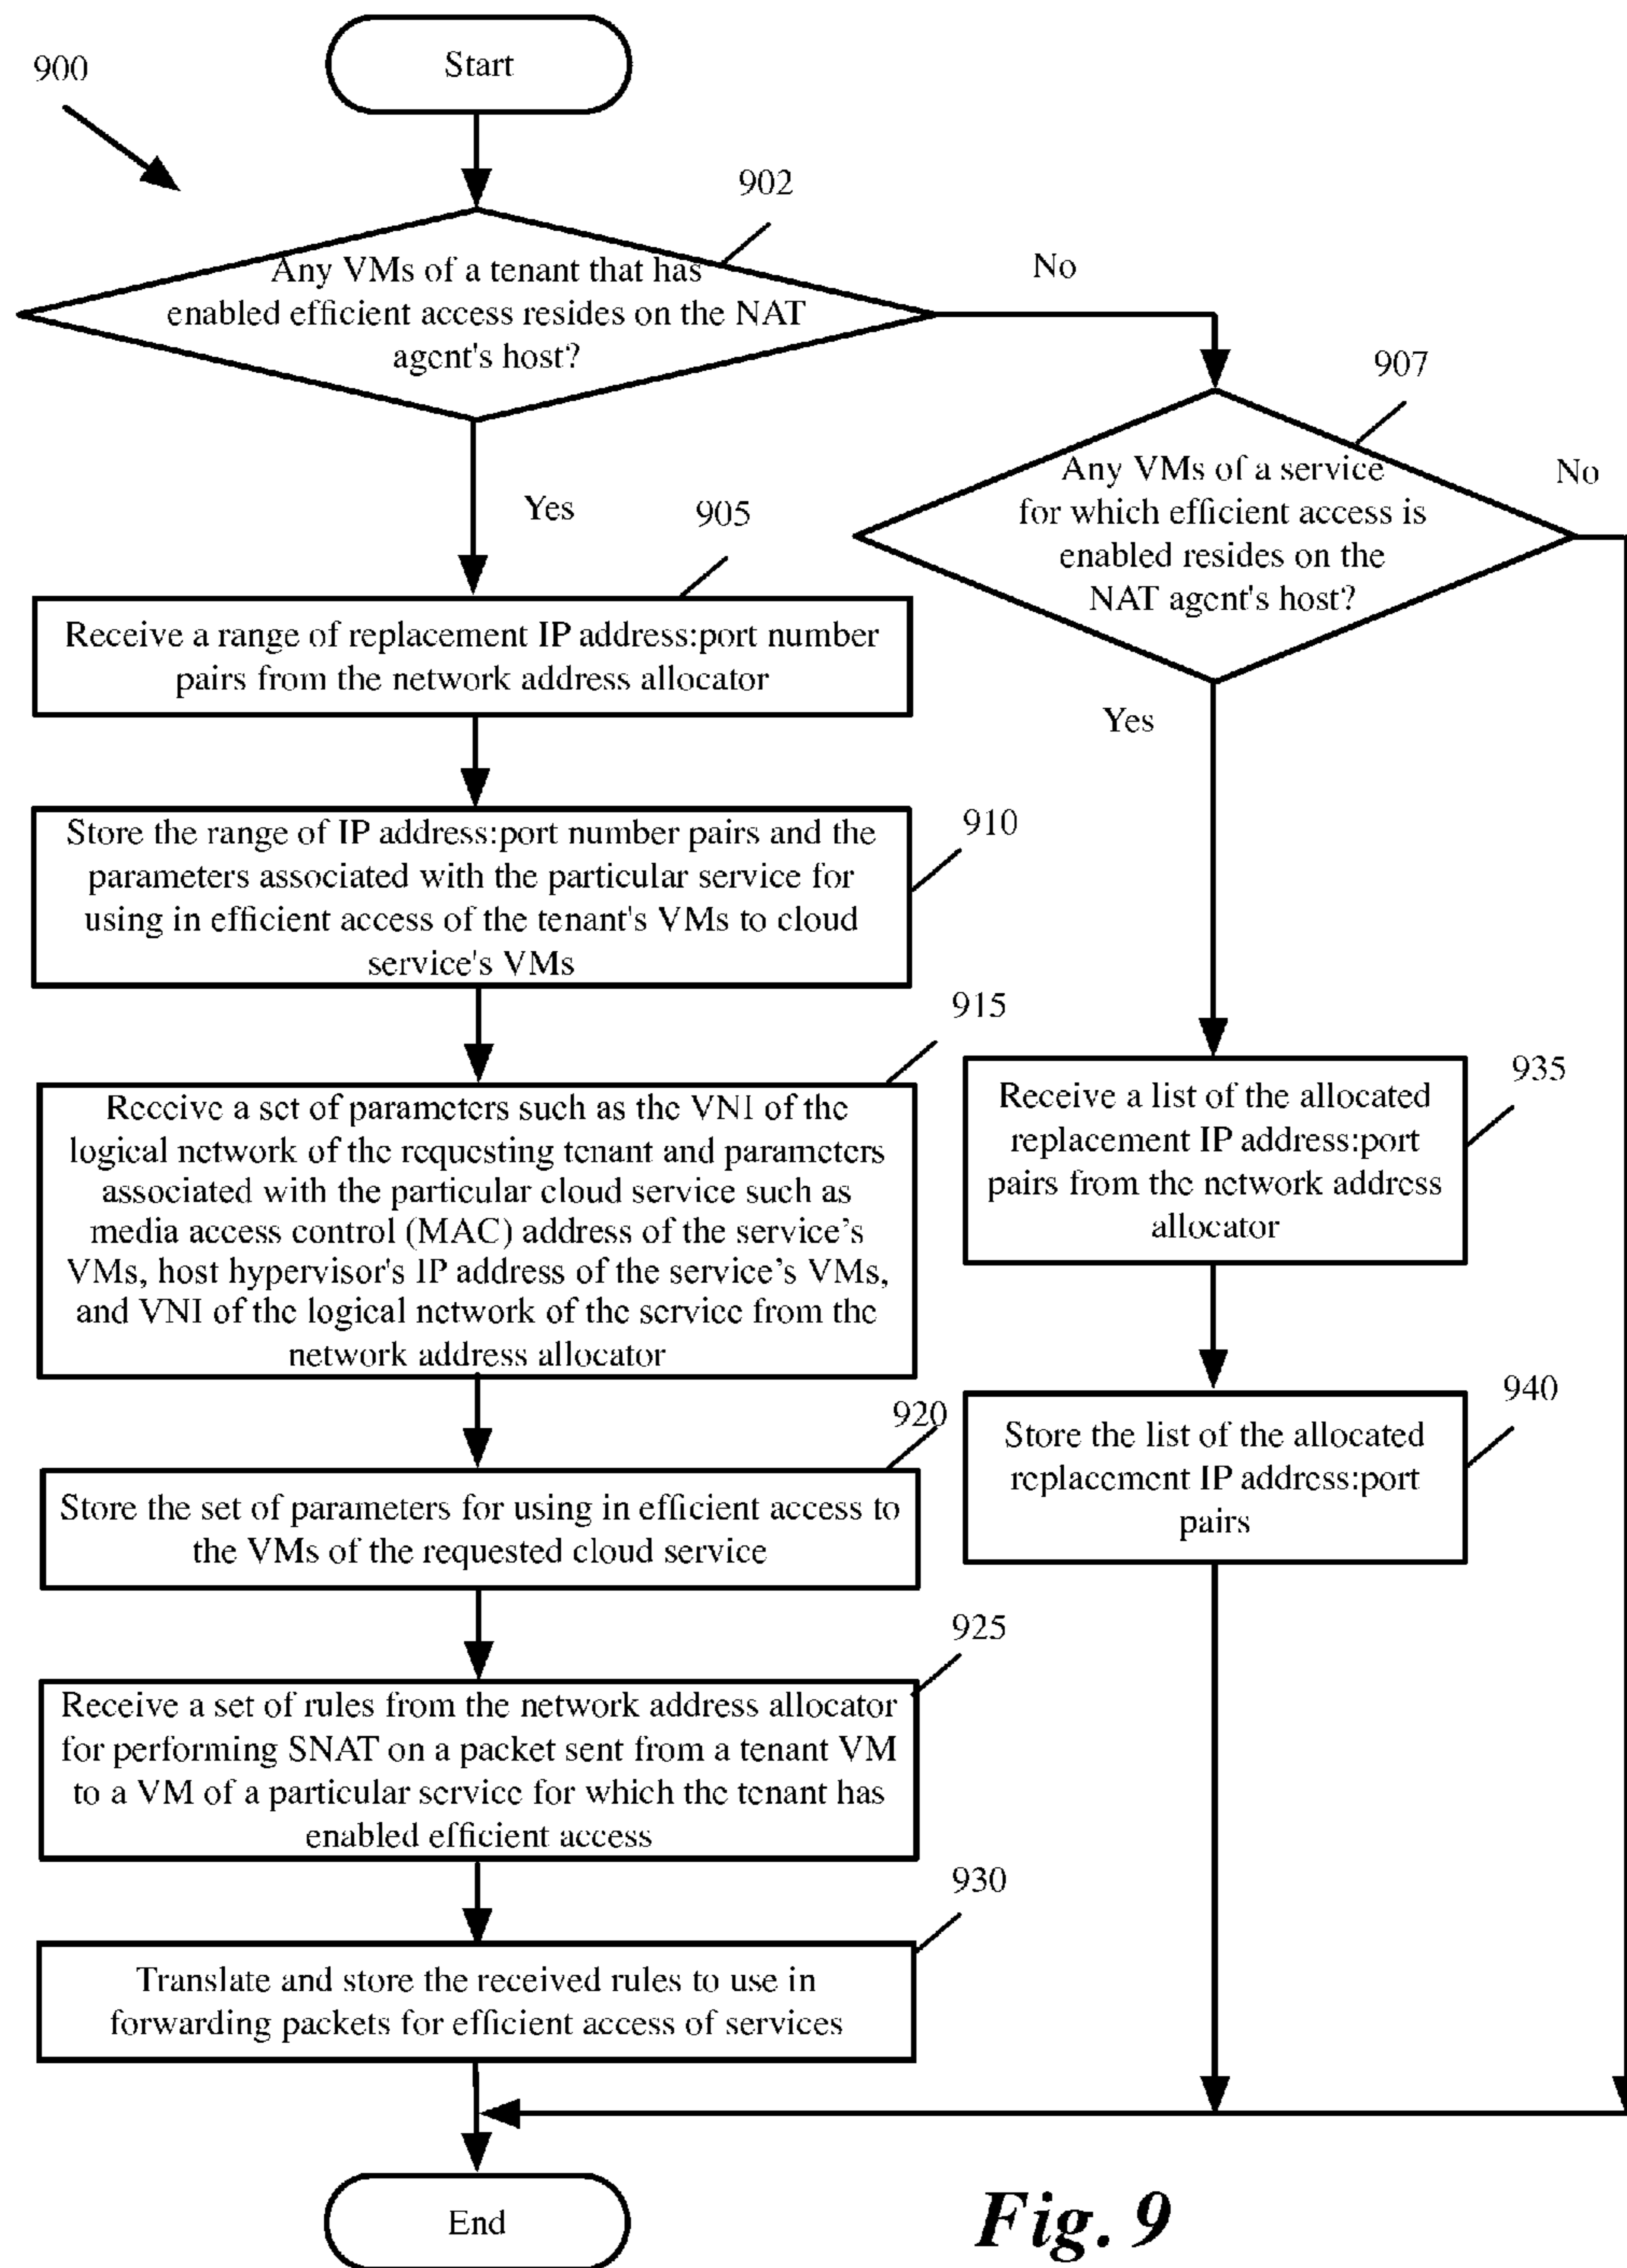 Start
900
902
Any VMs of a tenant that has
enabled efficient access resides on the NAT
agent's host?
No
907
Any VMs of a service
for which efficient access is
enabled resides on the
NAT agent's host?
No
Yes
905
Receive a range of replacement IP address:port number
pairs from the network address allocator
Yes
910
Store the range of IP address:port number pairs and the
parameters associated with the particular service for
using in efficient access of the tenant's VMs to cloud
service's VMs
915
Receive a set of parameters such as the VNI of the
logical network of the requesting tenant and parameters
associated with the particular cloud service such as
media access control (MAC) address of the service’s
VMs, host hypervisor's IP address of the service’s VMs,
and VNI of the logical network of the service from the
network address allocator
935
Receive a list of the allocated
replacement IP address:port
pairs from the network address
allocator
920
Store the set of parameters for using in efficient access to
the VMs of the requested cloud service
940
Store the list of the allocated
replacement IP address:port
pairs
925
Receive a set of rules from the network address allocator
for performing SNAT on a packet sent from a tenant VM
to a VM of a particular service for which the tenant has
enabled efficient access
930
Translate and store the received rules to use in
forwarding packets for efficient access of services
End
Fig. 9